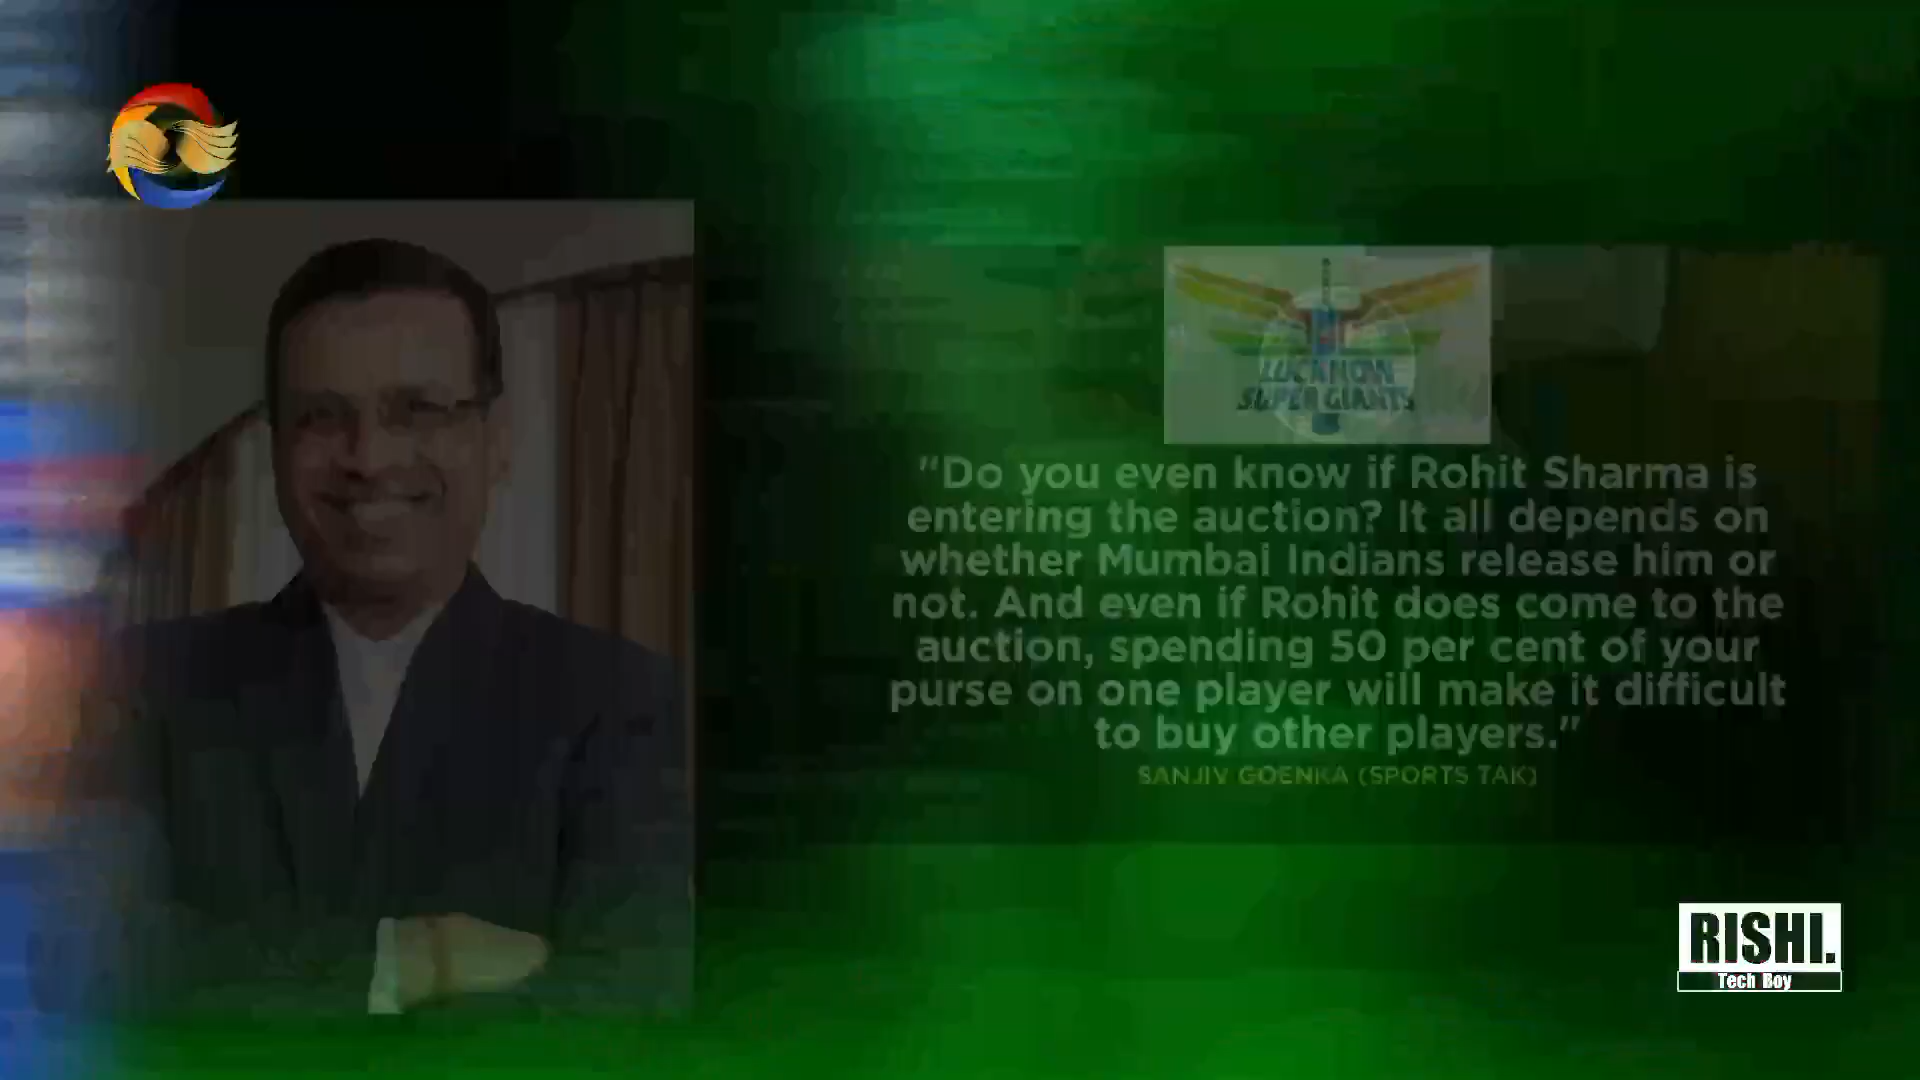 LUCKNOW
SUPER GIANTS
"Do you even know if Rohit Sharma is
entering the auction? It all depends on
whether Mumbai Indians release him or
not. And even if Rohit does come to the
auction, spending 50 per cent of your
purse on one player will make it difficult
to buy other players."
SANJIV GOENKA (SPORTS TAK)
RISHI.
Tech Boy